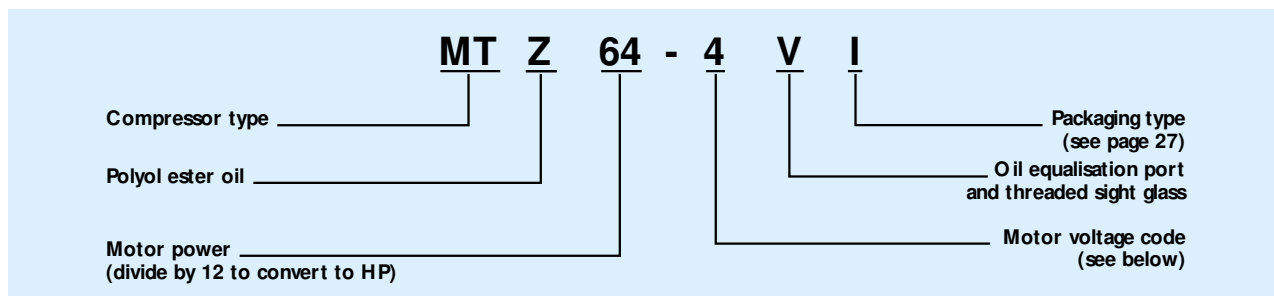 MT Z 64 - 4 V I
Compressor type
Polyol ester oil
Motor power
(divide by 12 to convert to HP)
Packaging type
(see page 27)
Oil equalisation port
and threaded sight glass
Motor voltage code
(see below)